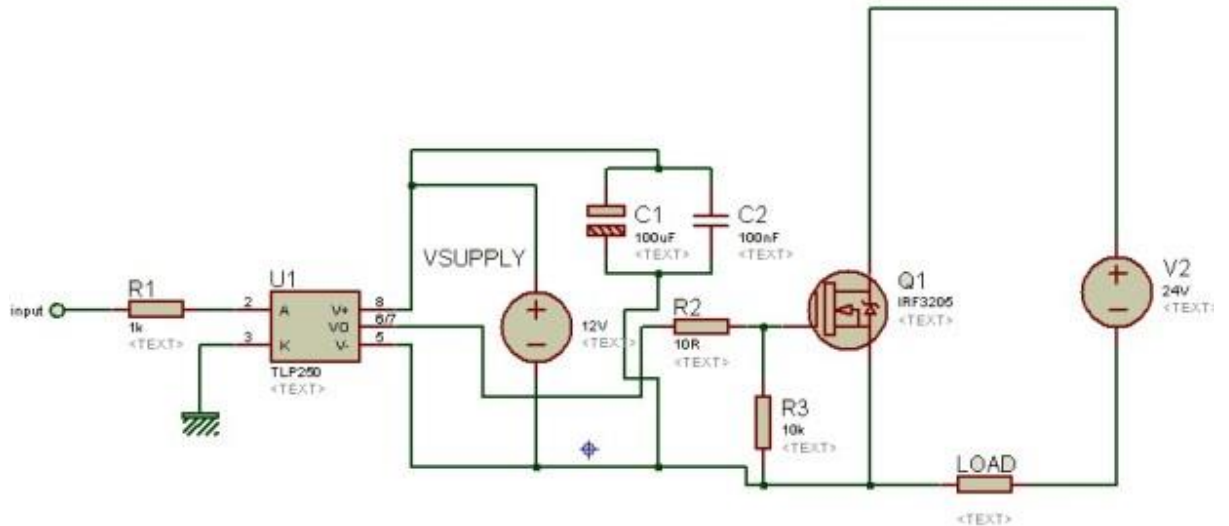 C1
100uF
<TEXT>
C2
100nF
<TEXT>
VSUPPLY
12V
<TEXT>
input
R1
1k
<TEXT>
U1
2
A
3
K
V+
8
VO
6/7
V-
5
TLP250
<TEXT>
R2
10R
<TEXT>
Q1
IRF3205
<TEXT>
V2
24V
<TEXT>
R3
10k
<TEXT>
LOAD
<TEXT>